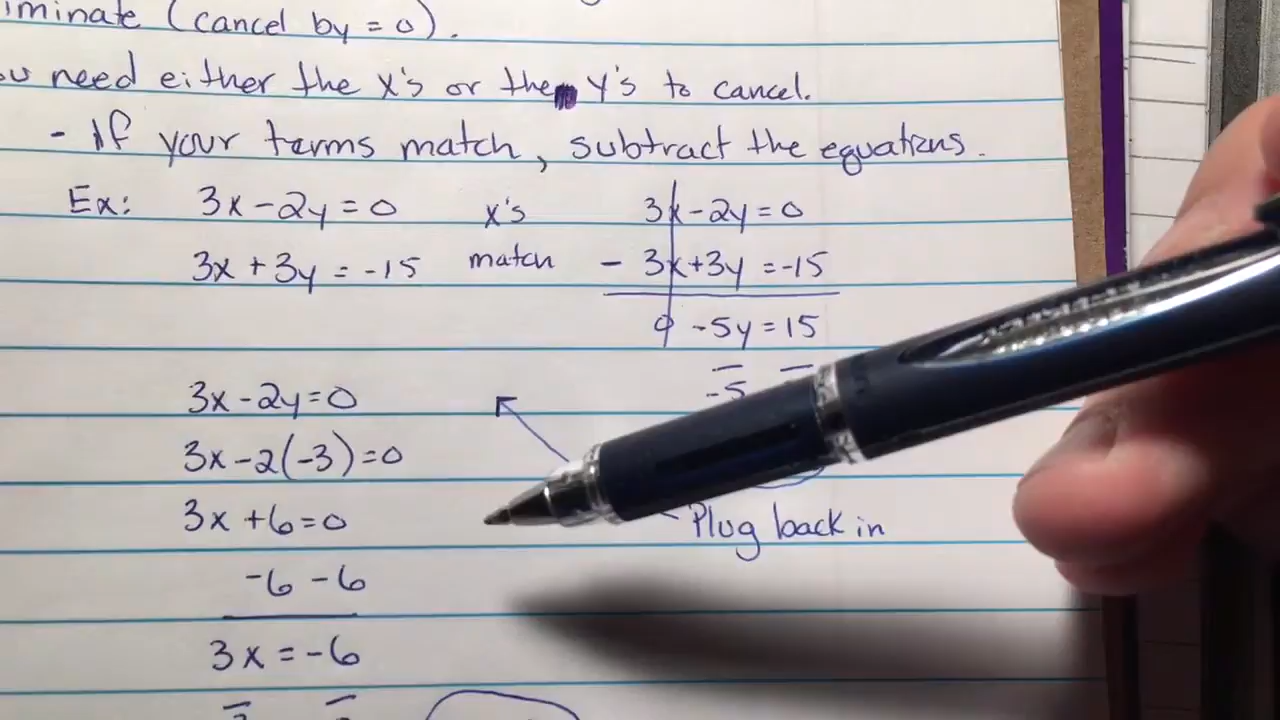 iminate (cancel by = 0).
need either the x's or the y's to cancel.
- If your terms match, subtract the equations.
Ex: 3x - 2y = 0 x's 3x - 2y = 0
3x + 3y = -15 match - 3x + 3y = -15
0 - 5y = 15
-5
3x - 2y = 0
3x - 2(-3) = 0
3x + 6 = 0 Plug back in
-6 -6
3x = -6